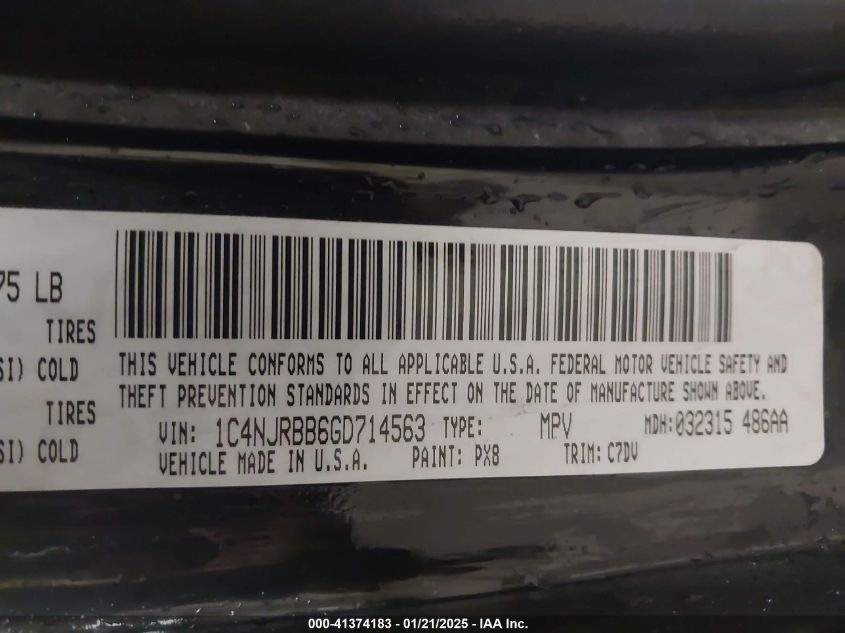 75 LB
TIRES
SI) COLD
TIRES
SI) COLD
THIS VEHICLE CONFORMS TO ALL APPLICABLE U.S.A. FEDERAL MOTOR VEHICLE SAFETY AND
THEFT PREVENTION STANDARDS IN EFFECT ON THE DATE OF MANUFACTURE SHOWN ABOVE.
VIN: 1C4NJRBB6GD714563 TYPE: MPV MDH:032315 486AA
VEHICLE MADE IN U.S.A. PAINT: PX8 TRIM: C7DV
000-41374183 - 01/21/2025 - IAA Inc.